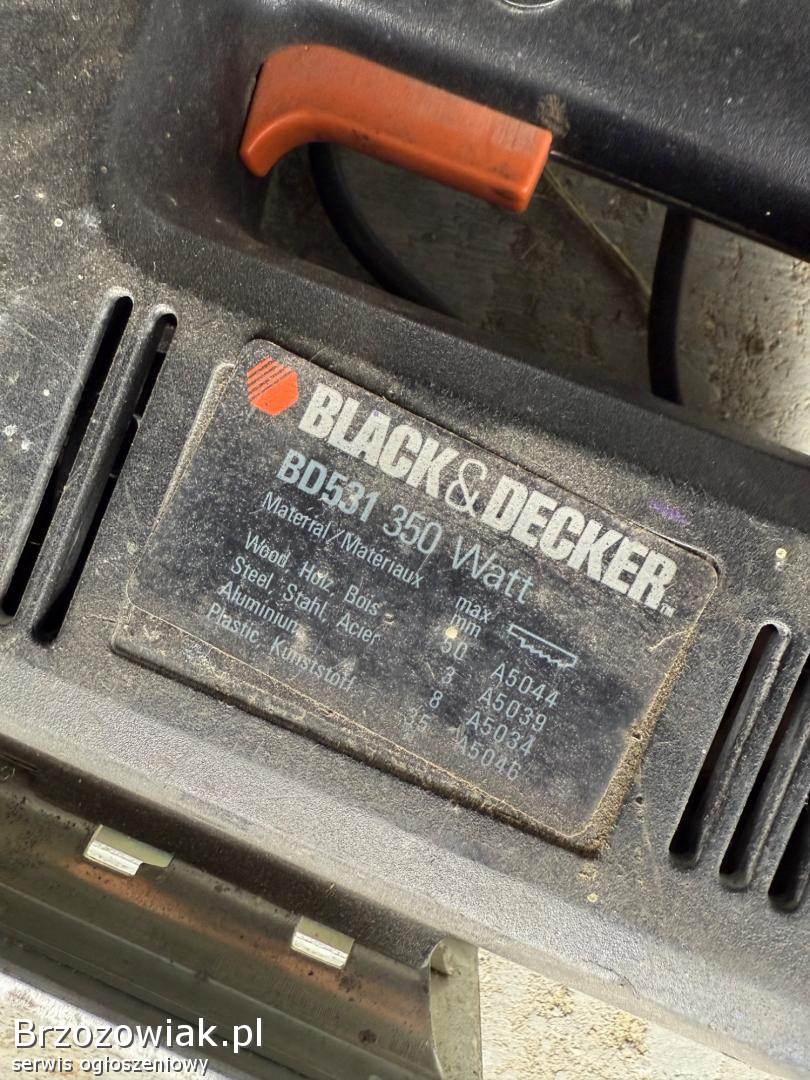 BLACK&DECKER™
BD531 350 Watt
Material/Matériaux max mm
Wood, Holz, Bois 50 A5044
Steel, Stahl, Acier 3 A5039
Aluminium 8 A5034
Plastic, Kunststoff 35 A5046
Brzozowiak.pl
serwis ogłoszeniowy